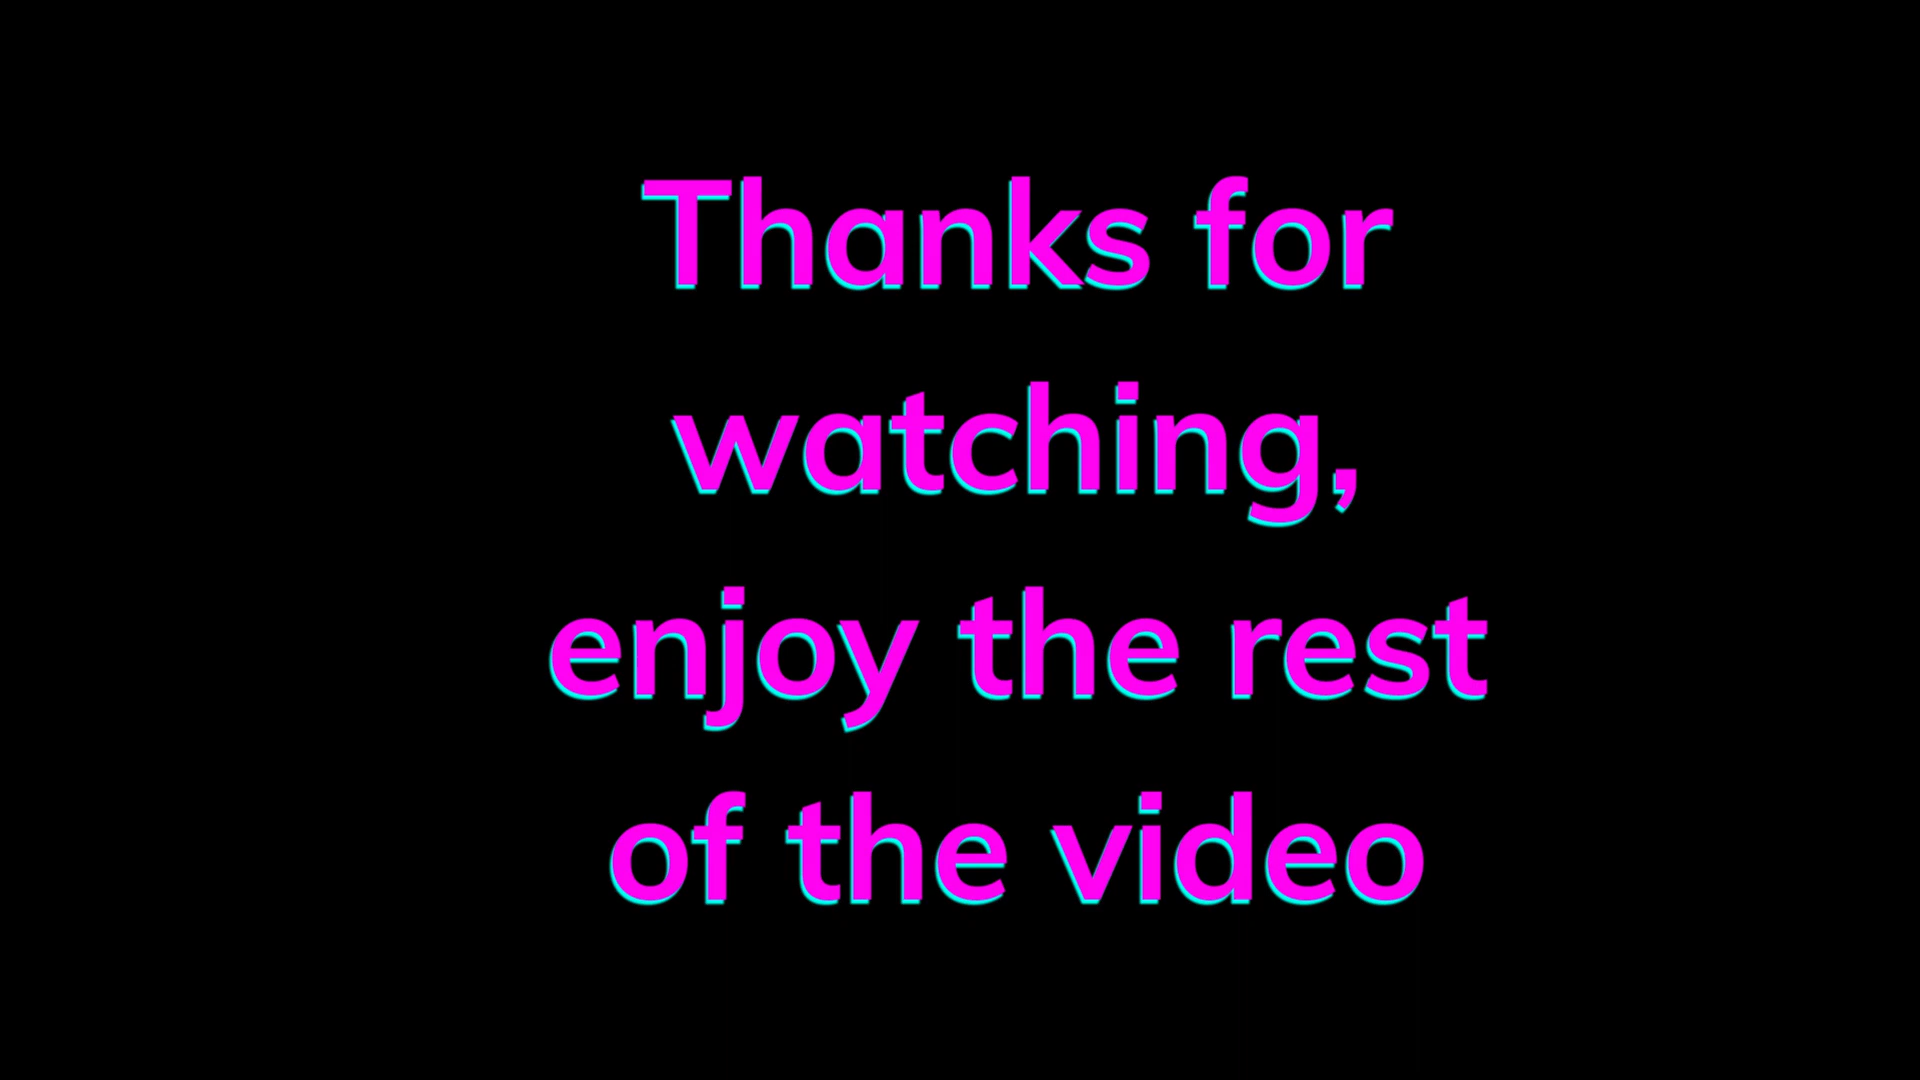 Thanks for
watching,
enjoy the rest
of the video